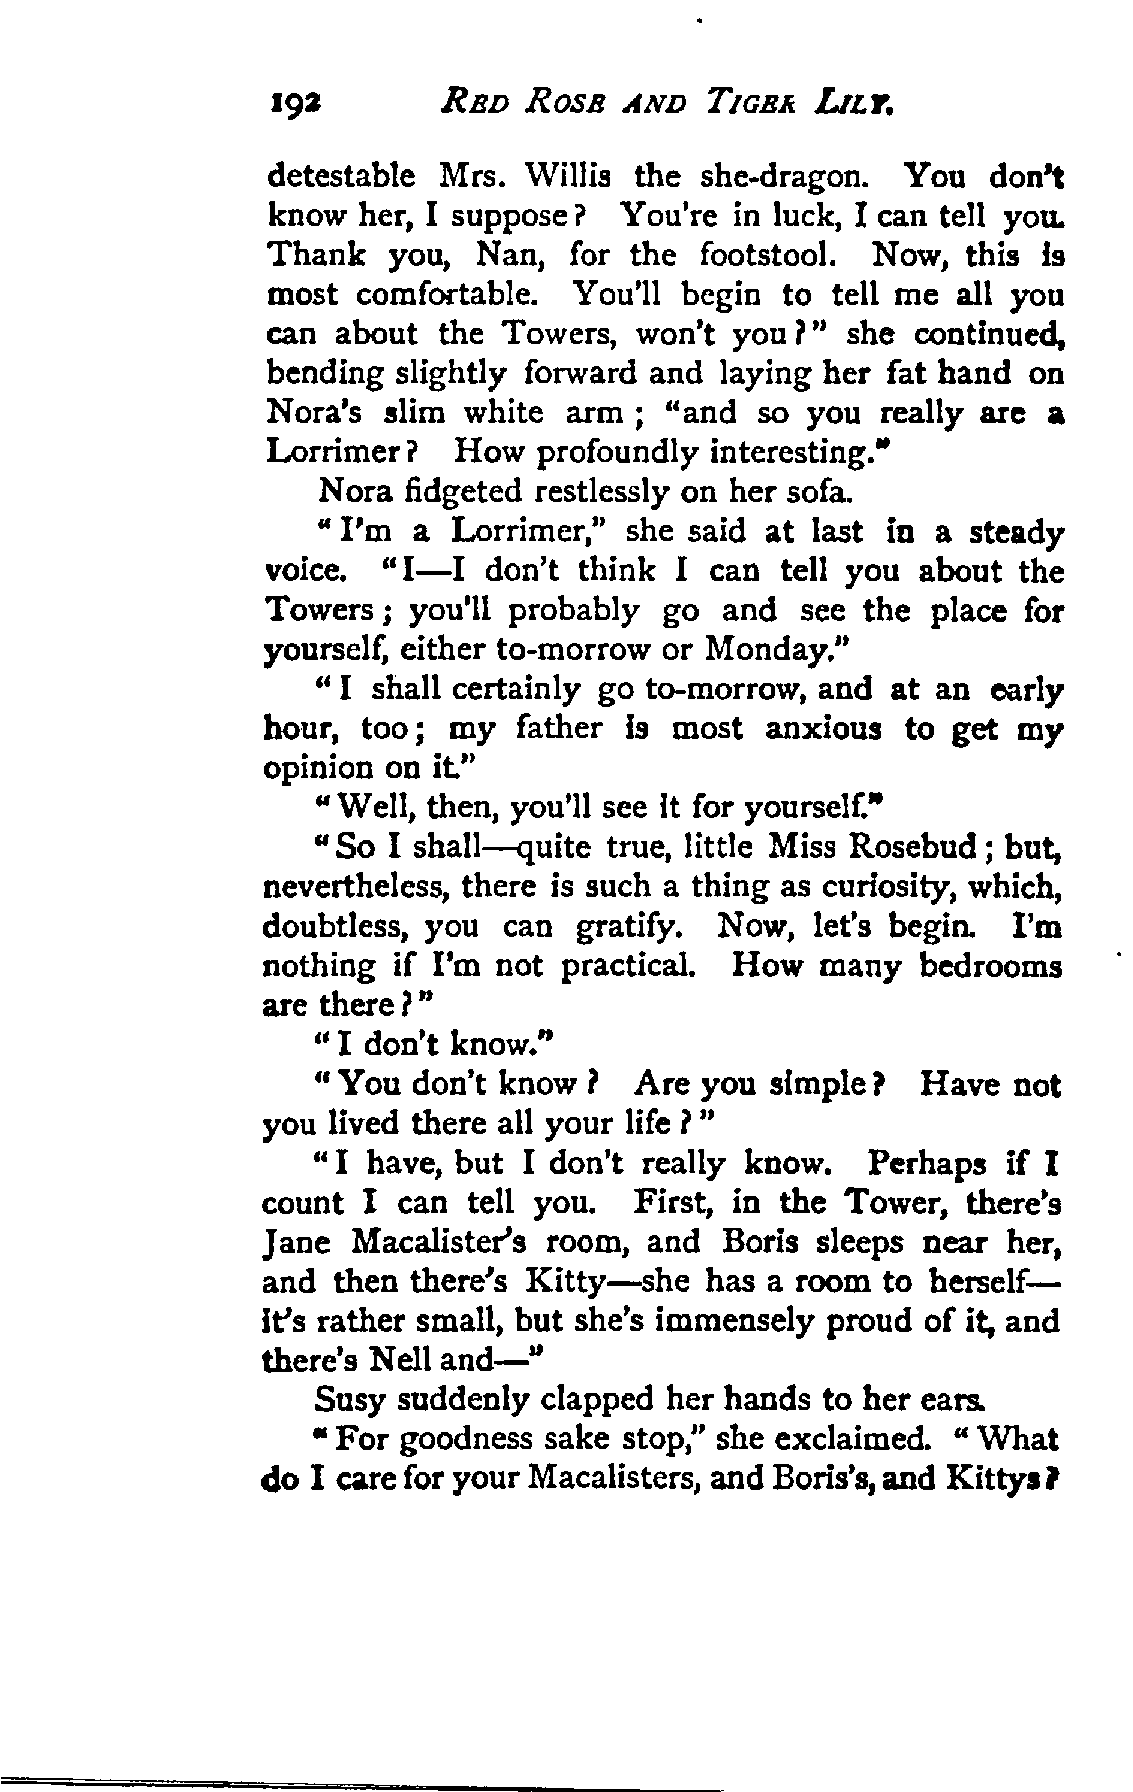 192 RED ROSE AND TIGER LILY.
detestable Mrs. Willis the she-dragon. You don't
know her, I suppose? You're in luck, I can tell you.
Thank you, Nan, for the footstool. Now, this is
most comfortable. You'll begin to tell me all you
can about the Towers, won't you?" she continued,
bending slightly forward and laying her fat hand on
Nora's slim white arm; "and so you really are a
Lorrimer? How profoundly interesting."
Nora fidgeted restlessly on her sofa.
"I'm a Lorrimer," she said at last in a steady
voice. "I—I don't think I can tell you about the
Towers; you'll probably go and see the place for
yourself, either to-morrow or Monday."
"I shall certainly go to-morrow, and at an early
hour, too; my father is most anxious to get my
opinion on it."
"Well, then, you'll see it for yourself."
"So I shall—quite true, little Miss Rosebud; but,
nevertheless, there is such a thing as curiosity, which,
doubtless, you can gratify. Now, let's begin. I'm
nothing if I'm not practical. How many bedrooms
are there?"
"I don't know."
"You don't know? Are you simple? Have not
you lived there all your life?"
"I have, but I don't really know. Perhaps if I
count I can tell you. First, in the Tower, there's
Jane Macalister's room, and Boris sleeps near her,
and then there's Kitty—she has a room to herself—
it's rather small, but she's immensely proud of it, and
there's Nell and—"
Susy suddenly clapped her hands to her ears.
"For goodness sake stop," she exclaimed. "What
do I care for your Macalisters, and Boris's, and Kittys?